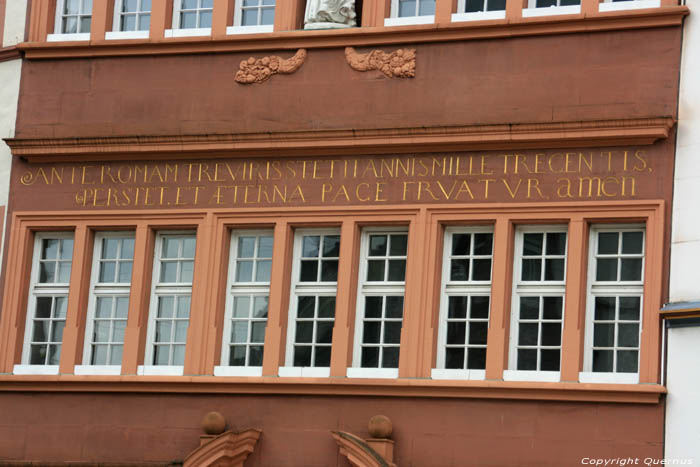 ANTE ROMAM TREVIRIS STETIT ANNIS MILLE TRECENTIS.
PERSTET ET ÆTERNA PACE FRVATVR amen
Copyright Quernus